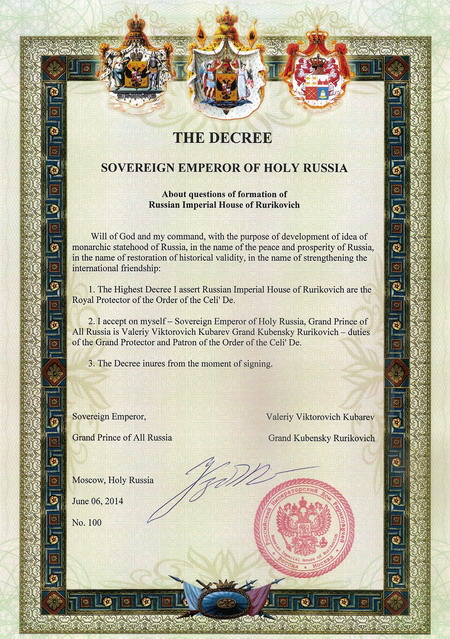 THE DECREE
SOVEREIGN EMPEROR OF HOLY RUSSIA
About questions of formation of
Russian Imperial House of Rurikovich
Will of God and my command, with the purpose of development of idea of
monarchic statehood of Russia, in the name of the peace and prosperity of Russia,
in the name of restoration of historical validity, in the name of strengthening the
international friendship:
1. The Highest Decree I assert Russian Imperial House of Rurikovich are the
Royal Protector of the Order of the Celi' De.
2. I accept on myself – Sovereign Emperor of Holy Russia, Grand Prince of
All Russia is Valeriy Viktorovich Kubarev Grand Kubensky Rurikovich – duties
of the Grand Protector and Patron of the Order of the Celi' De.
3. The Decree inures from the moment of signing.
Sovereign Emperor, Valeriy Viktorovich Kubarev
Grand Prince of All Russia Grand Kubensky Rurikovich
Moscow, Holy Russia
June 06, 2014
No. 100